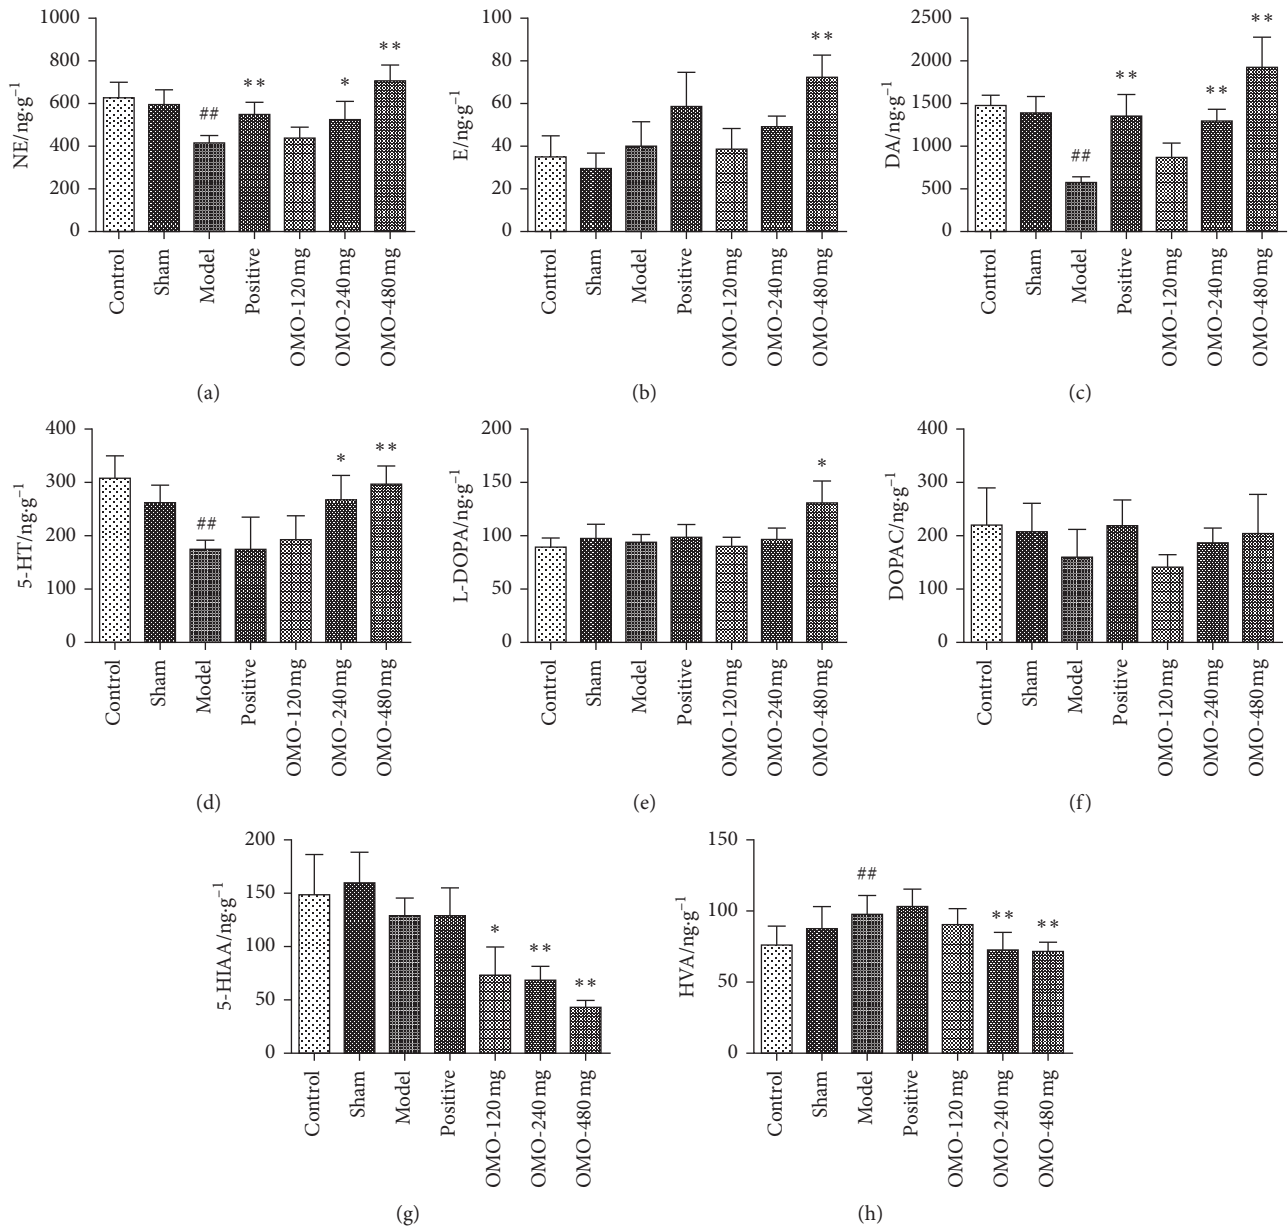 1000
800
600
400
200
0
NE/ng·g⁻¹
##
**
*
**
Control
Sham
Model
Positive
OMO-120 mg
OMO-240 mg
OMO-480 mg
(a)
100
80
60
40
20
0
E/ng·g⁻¹
**
Control
Sham
Model
Positive
OMO-120 mg
OMO-240 mg
OMO-480 mg
(b)
2500
2000
1500
1000
500
0
DA/ng·g⁻¹
##
**
**
**
Control
Sham
Model
Positive
OMO-120 mg
OMO-240 mg
OMO-480 mg
(c)
400
300
200
100
0
5-HT/ng·g⁻¹
##
*
**
Control
Sham
Model
Positive
OMO-120 mg
OMO-240 mg
OMO-480 mg
(d)
200
150
100
50
0
L-DOPA/ng·g⁻¹
*
Control
Sham
Model
Positive
OMO-120 mg
OMO-240 mg
OMO-480 mg
(e)
400
300
200
100
0
DOPAC/ng·g⁻¹
Control
Sham
Model
Positive
OMO-120 mg
OMO-240 mg
OMO-480 mg
(f)
200
150
100
50
0
5-HIAA/ng·g⁻¹
*
**
**
Control
Sham
Model
Positive
OMO-120 mg
OMO-240 mg
OMO-480 mg
(g)
150
100
50
0
HVA/ng·g⁻¹
##
**
**
Control
Sham
Model
Positive
OMO-120 mg
OMO-240 mg
OMO-480 mg
(h)